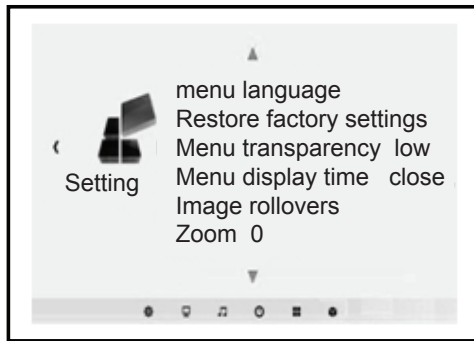 menu language
Restore factory settings
Menu transparency low
Setting
Menu display time close
Image rollovers
Zoom 0